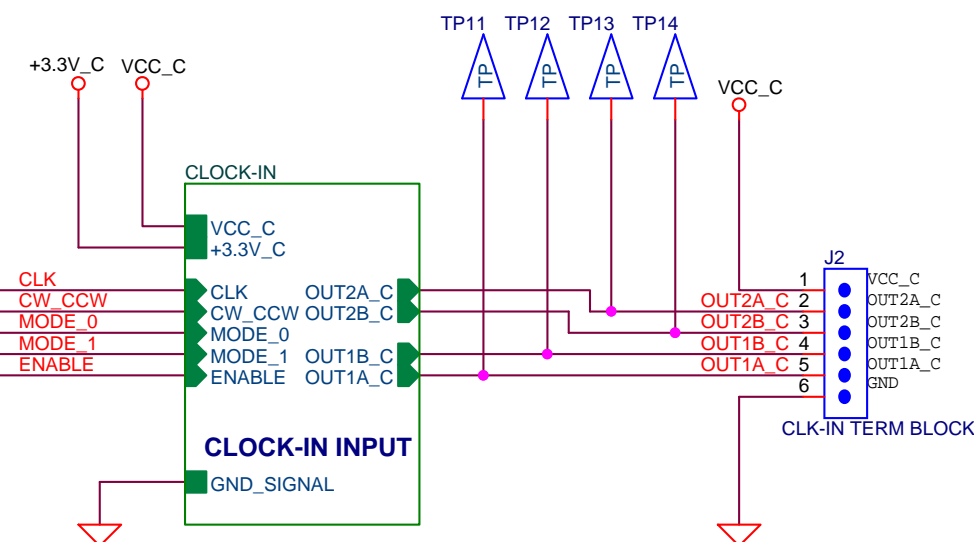 TP11 TP12 TP13 TP14
+3.3V_C VCC_C
TP TP TP TP
VCC_C
CLOCK-IN
VCC_C
+3.3V_C
CLK
CW_CCW
MODE_0
MODE_1
ENABLE
CLK
CW_CCW
MODE_0
MODE_1
ENABLE
OUT2A_C
OUT2B_C
OUT1B_C
OUT1A_C
CLOCK-IN INPUT
GND_SIGNAL
J2
OUT2A_C
OUT2B_C
OUT1B_C
OUT1A_C
1
2
3
4
5
6
VCC_C
OUT2A_C
OUT2B_C
OUT1B_C
OUT1A_C
GND
CLK-IN TERM BLOCK